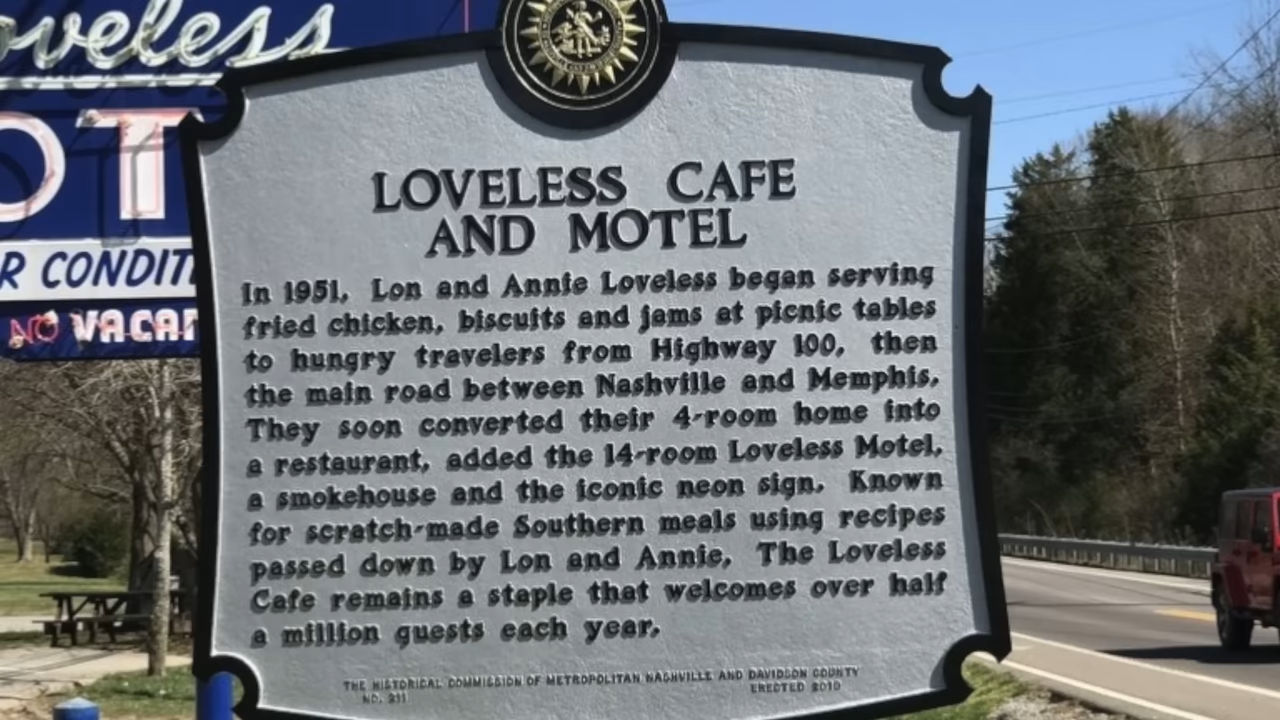 oveless
OT
R CONDIT
NO VACAN
LOVELESS CAFE
AND MOTEL
In 1951, Lon and Annie Loveless began serving
fried chicken, biscuits and jams at picnic tables
to hungry travelers from Highway 100, then
the main road between Nashville and Memphis.
They soon converted their 4-room home into
a restaurant, added the 14-room Loveless Motel,
a smokehouse and the iconic neon sign. Known
for scratch-made Southern meals using recipes
passed down by Lon and Annie, The Loveless
Cafe remains a staple that welcomes over half
a million guests each year.
THE HISTORICAL COMMISSION OF METROPOLITAN NASHVILLE AND DAVIDSON COUNTY
NO. 211 ERECTED 2019